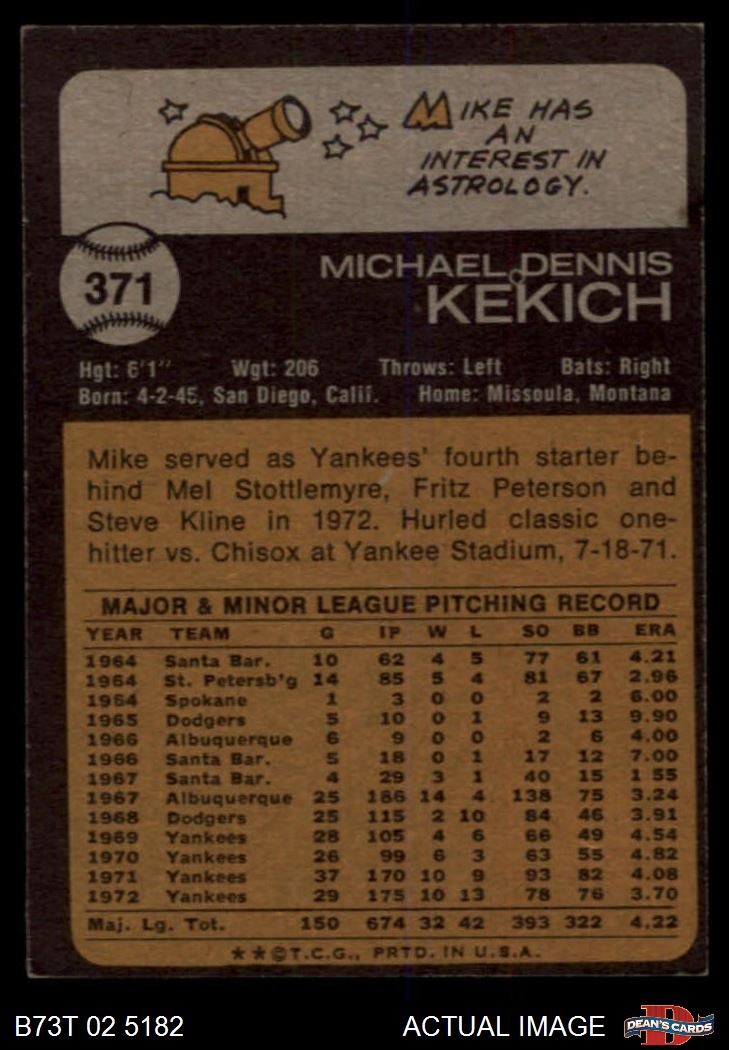 MIKE HAS
AN
INTEREST IN
ASTROLOGY.
371
MICHAEL DENNIS
KEKICH
Hgt: 6'1" Wgt: 206 Throws: Left Bats: Right
Born: 4-2-45, San Diego, Calif. Home: Missoula, Montana
Mike served as Yankees' fourth starter be-
hind Mel Stottlemyre, Fritz Peterson and
Steve Kline in 1972. Hurled classic one-
hitter vs. Chisox at Yankee Stadium, 7-18-71.
MAJOR & MINOR LEAGUE PITCHING RECORD
YEAR TEAM G IP W L SO BB ERA
1964 Santa Bar. 10 62 4 5 77 61 4.21
1964 St. Petersb'g 14 85 5 4 81 67 2.96
1964 Spokane 1 3 0 0 2 2 6.00
1965 Dodgers 5 10 0 1 9 13 9.90
1966 Albuquerque 6 9 0 0 2 6 4.00
1966 Santa Bar. 5 18 0 1 17 12 7.00
1967 Santa Bar. 4 29 3 1 40 15 1 55
1967 Albuquerque 25 186 14 4 138 75 3.24
1968 Dodgers 25 115 2 10 84 46 3.91
1969 Yankees 28 105 4 6 66 49 4.54
1970 Yankees 26 99 6 3 63 55 4.82
1971 Yankees 37 170 10 9 93 82 4.08
1972 Yankees 29 175 10 13 78 76 3.70
Maj. Lg. Tot. 150 674 32 42 393 322 4.22
**©T.C.G., PRTD. IN U.S.A.
B73T 02 5182 ACTUAL IMAGE
D
DEAN'S CARDS